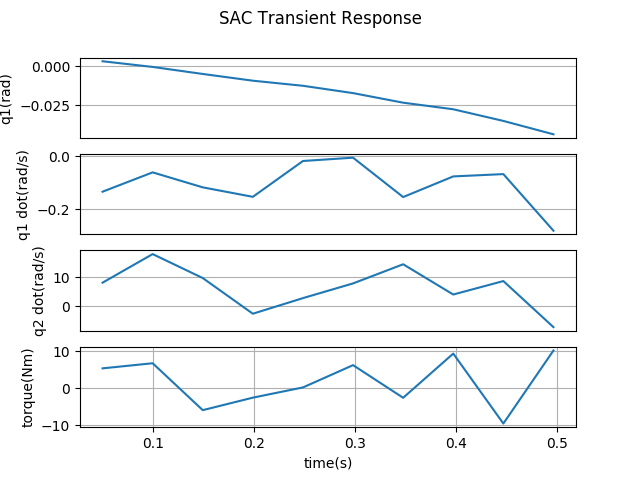 SAC Transient Response
0.000
−0.025
q1(rad)
0.0
−0.2
q1 dot(rad/s)
10
0
q2 dot(rad/s)
10
0
−10
torque(Nm)
0.1 0.2 0.3 0.4 0.5
time(s)